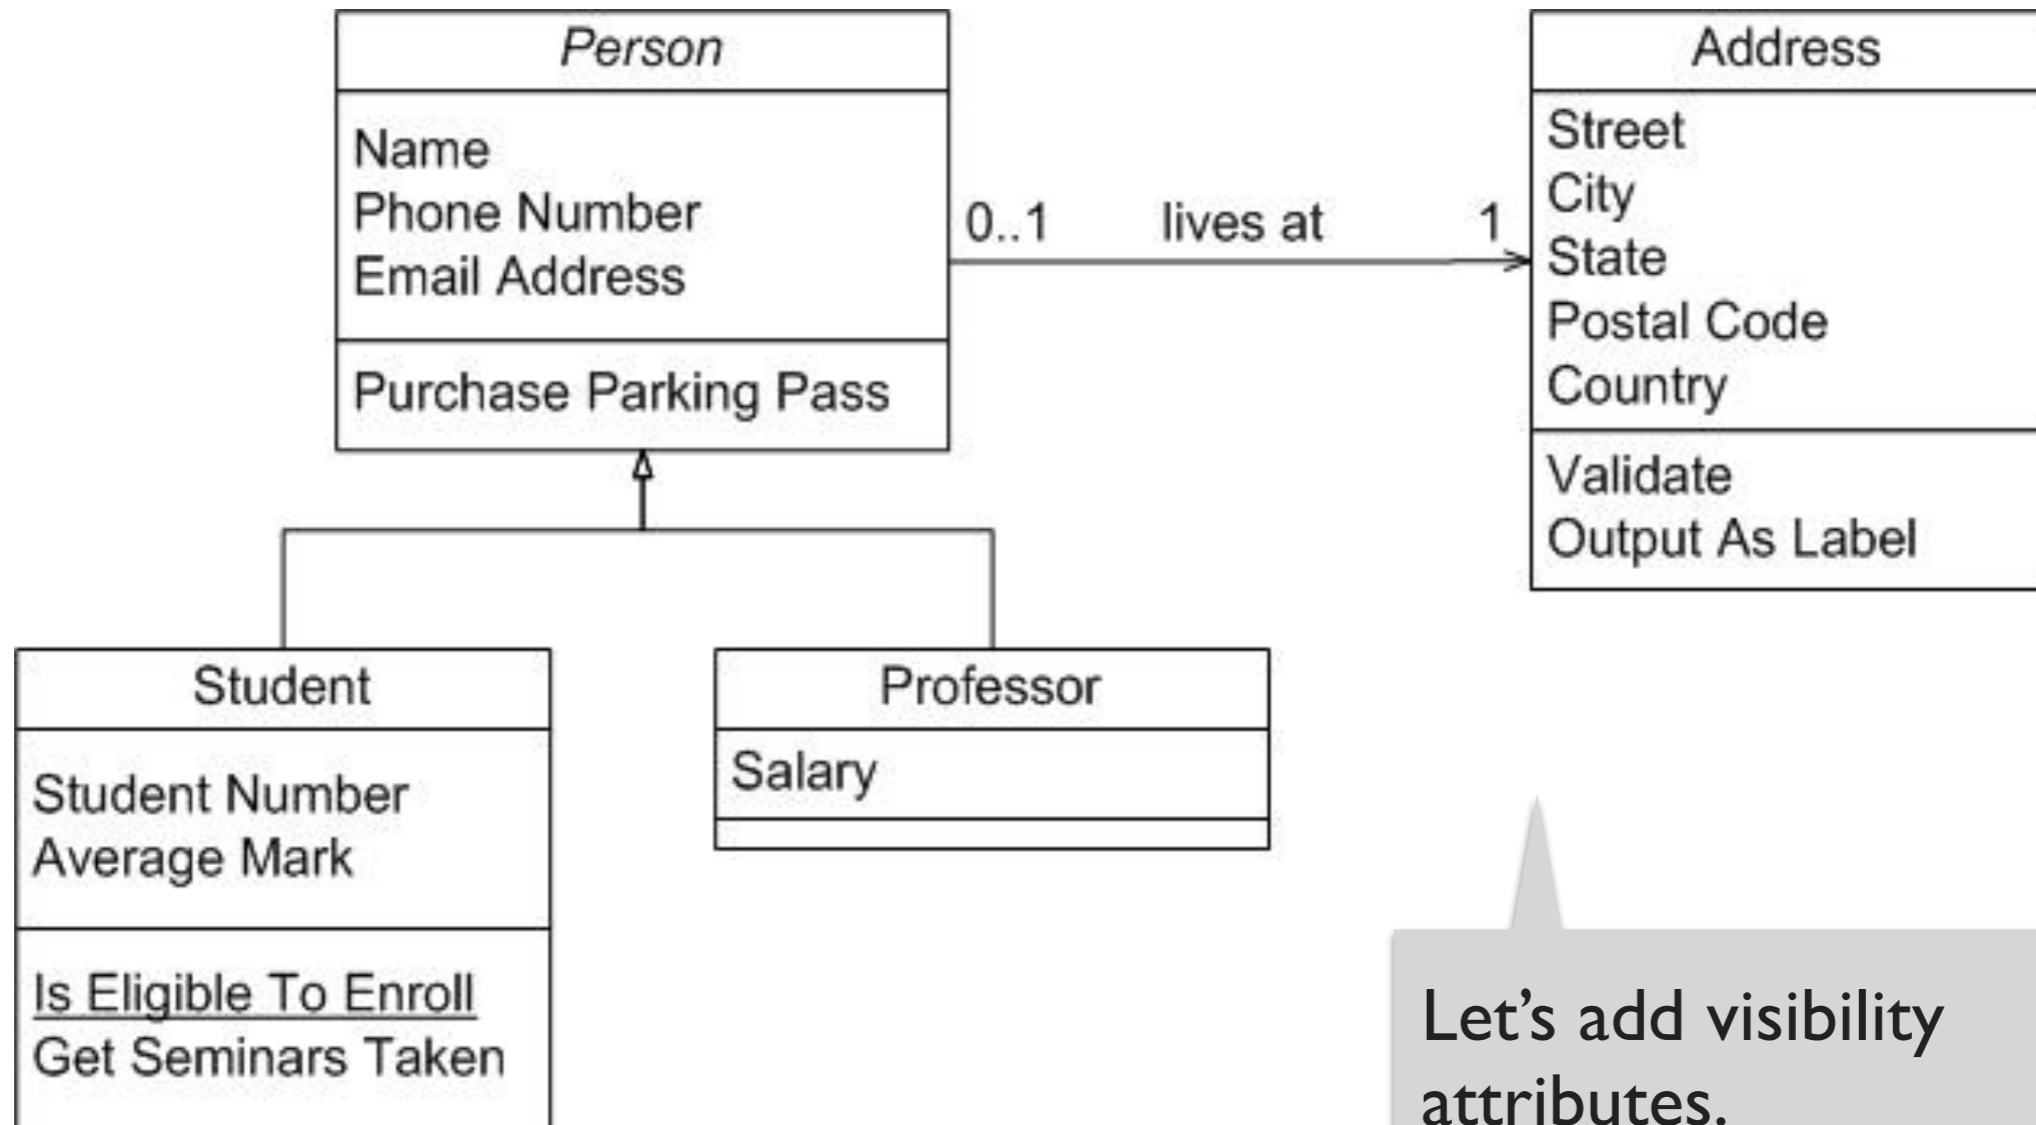 Person
Name
Phone Number
Email Address
Purchase Parking Pass
0..1 lives at 1
Address
Street
City
State
Postal Code
Country
Validate
Output As Label
Student
Student Number
Average Mark
Is Eligible To Enroll
Get Seminars Taken
Professor
Salary
Let’s add visibility
attributes.